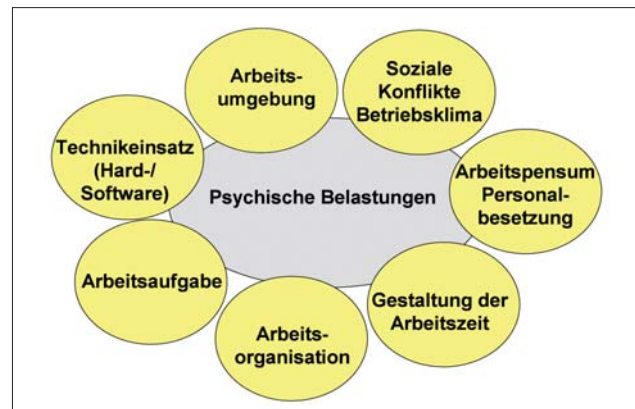 Arbeits-
umgebung
Soziale
Konflikte
Betriebsklima
Technikeinsatz
(Hard-/
Software)
Psychische Belastungen
Arbeitspensum
Personal-
besetzung
Arbeitsaufgabe
Gestaltung der
Arbeitszeit
Arbeits-
organisation